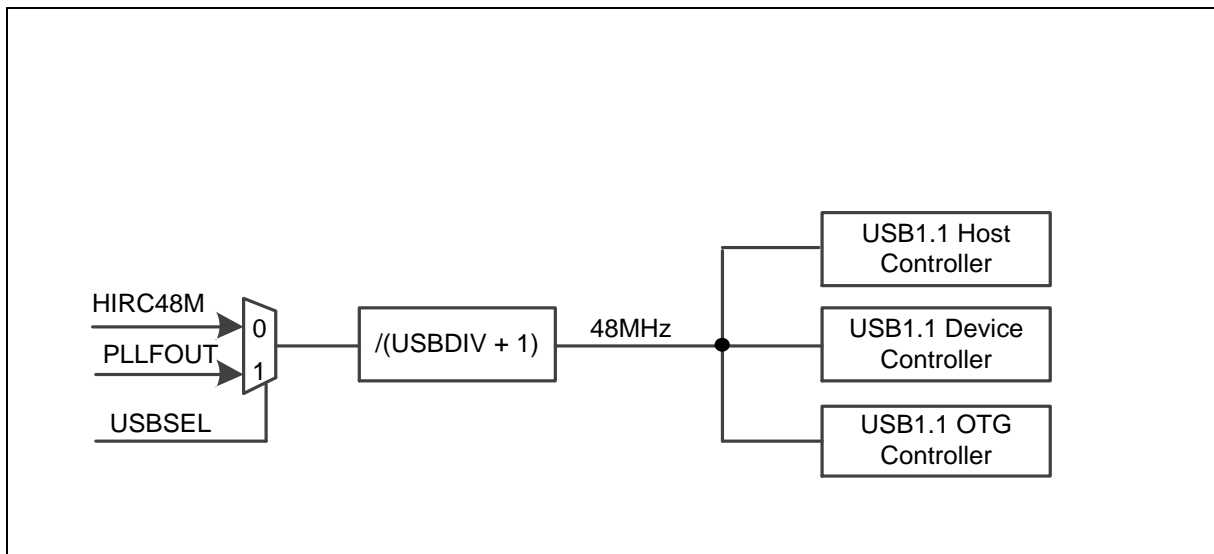 HIRC48M
PLLFOUT
USBSEL
0
1
/(USBDIV + 1)
48MHz
USB1.1 Host
Controller
USB1.1 Device
Controller
USB1.1 OTG
Controller